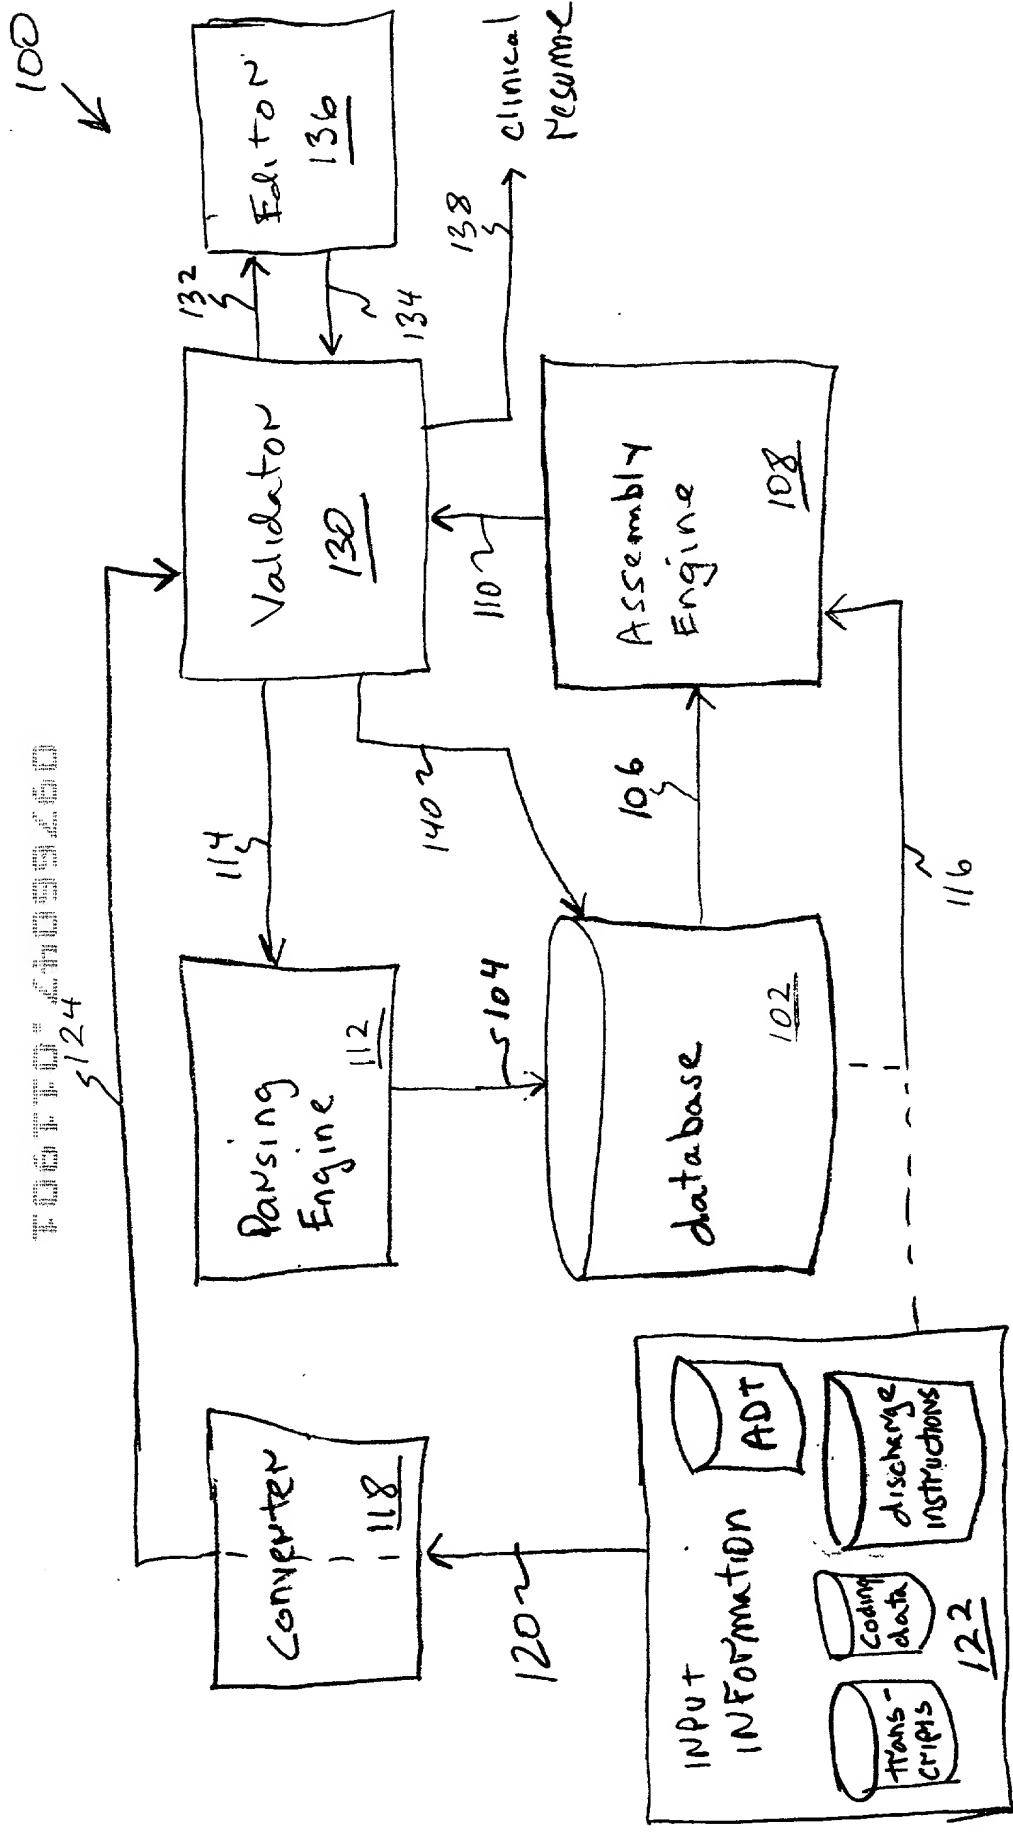 100
124
Converter
118
120
INPUT
INFORMATION
ADT
trans-
cripts
coding
data
discharge
instructions
122
Parsing
Engine
112
114
104
database
102
140
106
116
Validator
130
110
Assembly
Engine
108
132
134
Editor
136
138
clinical
resume